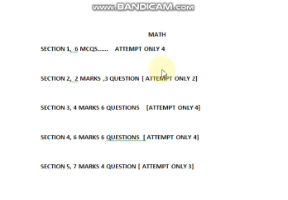 www.BANDICAM.com
MATH
SECTION 1, 6 MCQS...... ATTEMPT ONLY 4
SECTION 2, 2 MARKS ,3 QUESTION [ ATTEMPT ONLY 2]
SECTION 3, 4 MARKS 6 QUESTIONS [ATTEMPT ONLY 4]
SECTION 4, 6 MARKS 6 QUESTIONS [ ATTEMPT ONLY 4]
SECTION 5, 7 MARKS 4 QUESTION [ ATTEMPT ONLY 3]